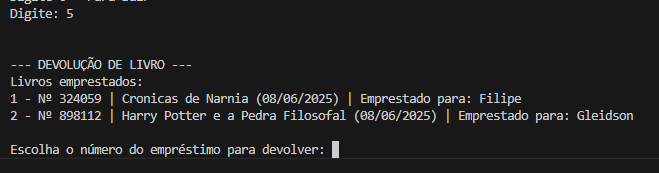 Digite: 5
--- DEVOLUÇÃO DE LIVRO ---
Livros emprestados:
1 - Nº 324059 | Cronicas de Narnia (08/06/2025) | Emprestado para: Filipe
2 - Nº 898112 | Harry Potter e a Pedra Filosofal (08/06/2025) | Emprestado para: Gleidson
Escolha o número do empréstimo para devolver: